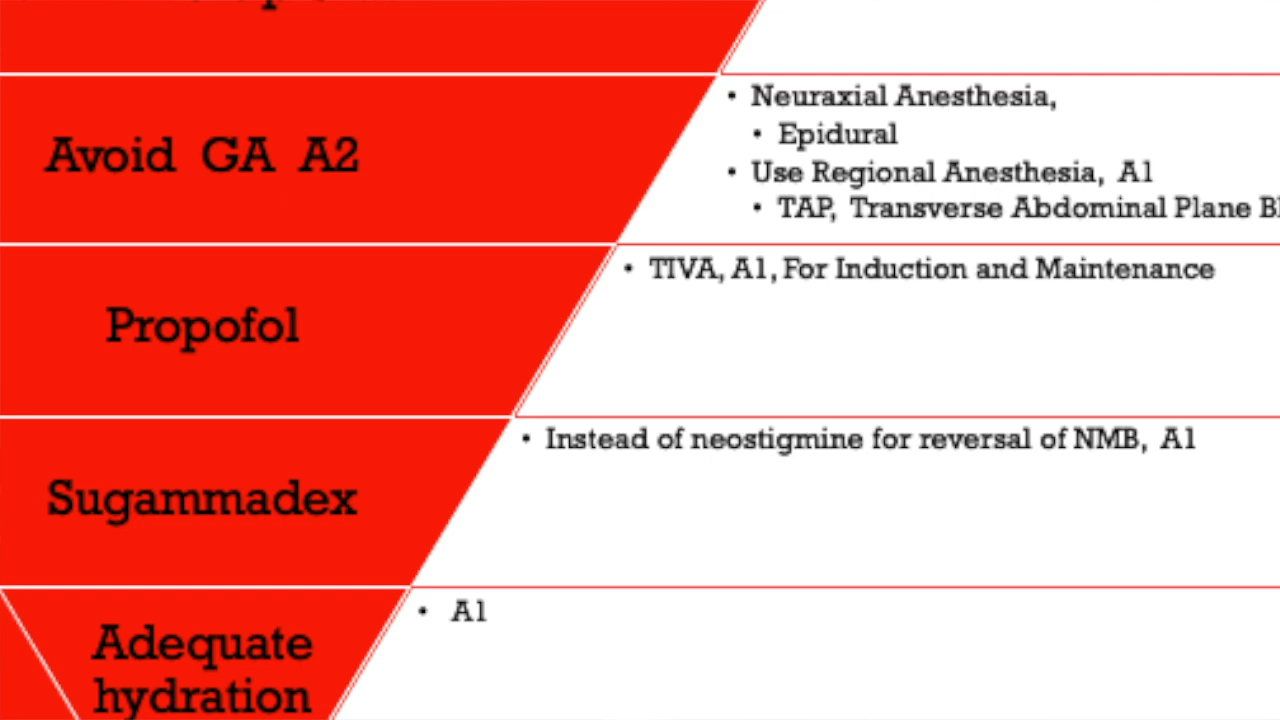 Avoid GA A2
• Neuraxial Anesthesia,
• Epidural
• Use Regional Anesthesia, A1
• TAP, Transverse Abdominal Plane
Propofol
• TIVA, A1, For Induction and Maintenance
Sugammadex
• Instead of neostigmine for reversal of NMB, A1
Adequate
hydration
• A1